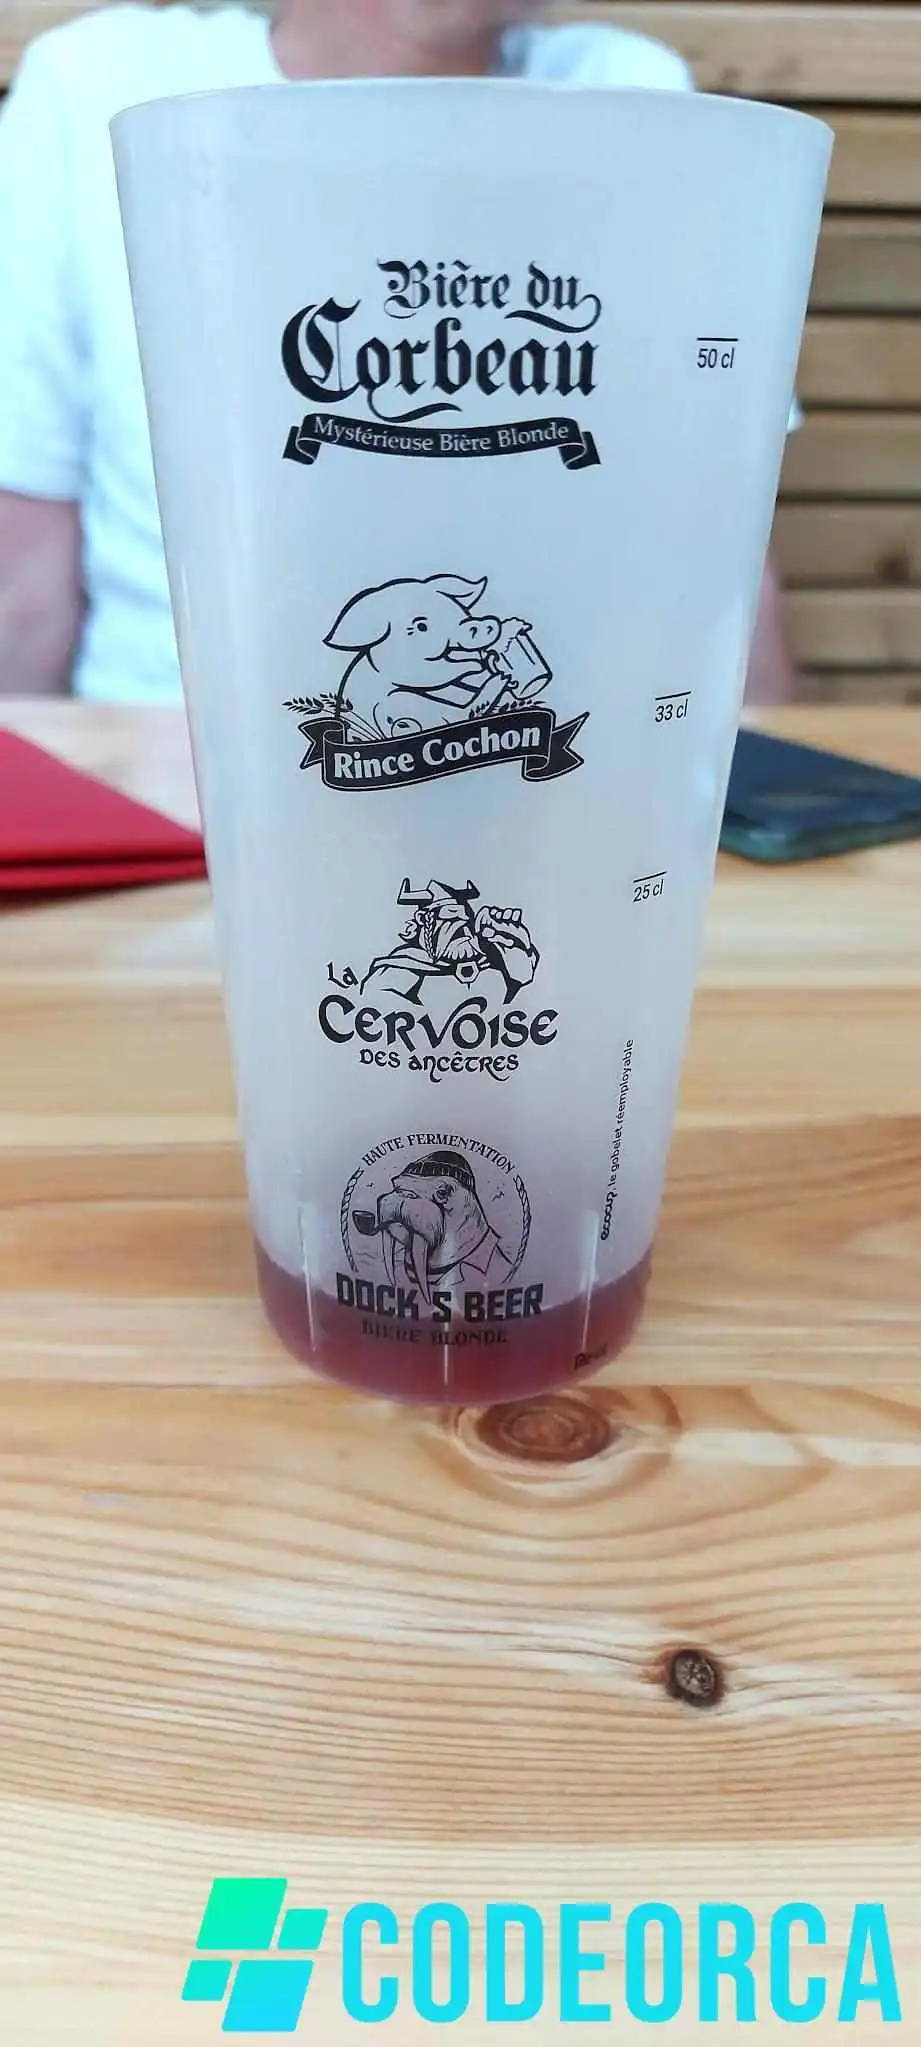 Bière du
Corbeau
Mystérieuse Bière Blonde
50 cl
Rince Cochon
33 cl
25 cl
La
CERVOISE
DES ANCÊTRES
ecocup, le gobelet réemployable
HAUTE FERMENTATION
DOCK'S BEER
BIÈRE BLONDE
CODEORCA